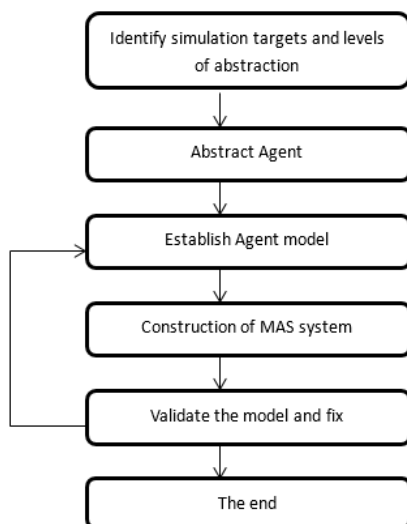 Identify simulation targets and levels
of abstraction
Abstract Agent
Establish Agent model
Construction of MAS system
Validate the model and fix
The end